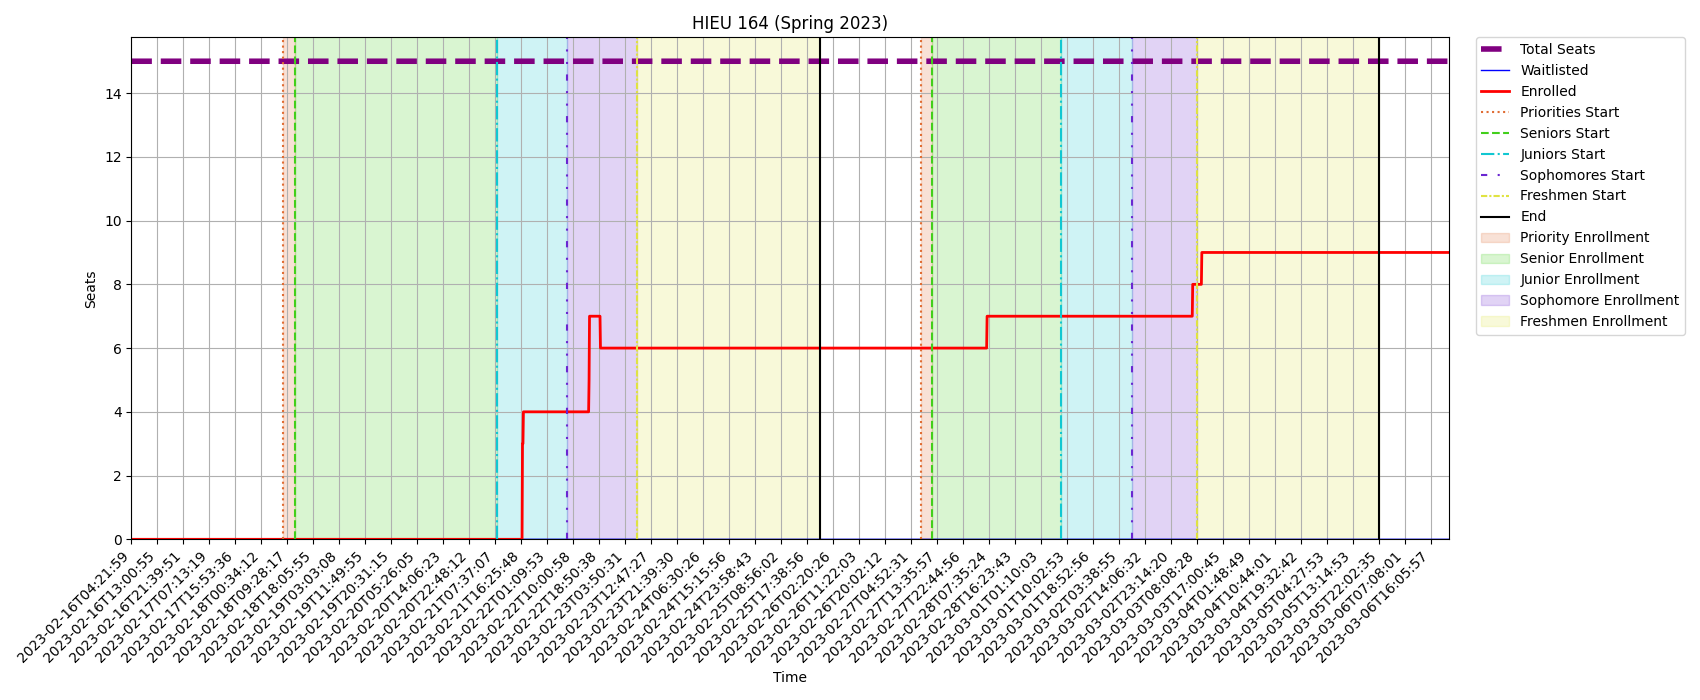 HIEU 164 (Spring 2023)
Seats
14
12
10
8
6
4
2
0
2023-02-16T04:21:59
2023-02-16T13:00:55
2023-02-16T21:39:51
2023-02-17T07:13:19
2023-02-17T15:53:36
2023-02-18T00:34:12
2023-02-18T09:28:17
2023-02-18T18:05:55
2023-02-19T03:03:08
2023-02-19T11:49:55
2023-02-19T20:31:15
2023-02-20T05:26:05
2023-02-20T14:06:23
2023-02-20T22:48:12
2023-02-21T07:37:07
2023-02-21T16:25:48
2023-02-22T01:09:53
2023-02-22T10:00:58
2023-02-22T18:50:38
2023-02-23T03:50:31
2023-02-23T12:47:27
2023-02-23T21:39:30
2023-02-24T06:30:26
2023-02-24T15:15:56
2023-02-24T23:58:43
2023-02-25T08:56:02
2023-02-25T17:38:56
2023-02-26T02:20:26
2023-02-26T11:22:03
2023-02-26T20:02:12
2023-02-27T04:52:31
2023-02-27T13:35:57
2023-02-27T22:44:56
2023-02-28T07:35:24
2023-02-28T16:23:43
2023-03-01T01:10:03
2023-03-01T10:02:53
2023-03-01T18:52:56
2023-03-02T03:38:55
2023-03-02T14:06:32
2023-03-02T23:14:20
2023-03-03T08:08:28
2023-03-03T17:00:45
2023-03-04T01:48:49
2023-03-04T10:44:01
2023-03-04T19:32:42
2023-03-05T04:27:53
2023-03-05T13:14:53
2023-03-05T22:02:35
2023-03-06T07:08:01
2023-03-06T16:05:57
Time
Total Seats
Waitlisted
Enrolled
Priorities Start
Seniors Start
Juniors Start
Sophomores Start
Freshmen Start
End
Priority Enrollment
Senior Enrollment
Junior Enrollment
Sophomore Enrollment
Freshmen Enrollment